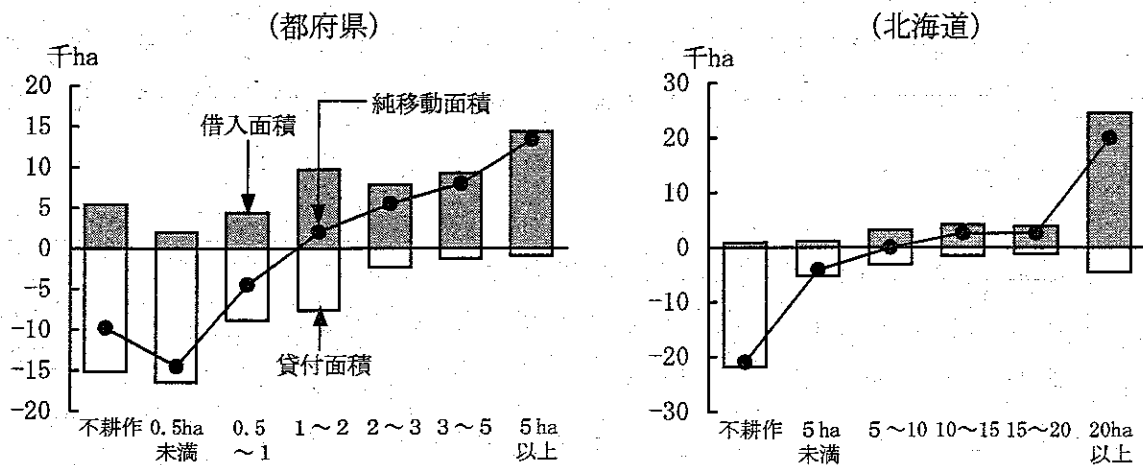 (都府県)
千ha
20
15
10
5
0
-5
-10
-15
-20
借入面積
純移動面積
貸付面積
不耕作 0.5ha 0.5 1～2 2～3 3～5 5ha
未満 ～1 以上
(北海道)
千ha
30
20
10
0
-10
-20
-30
不耕作 5ha 5～10 10～15 15～20 20ha
未満 以上